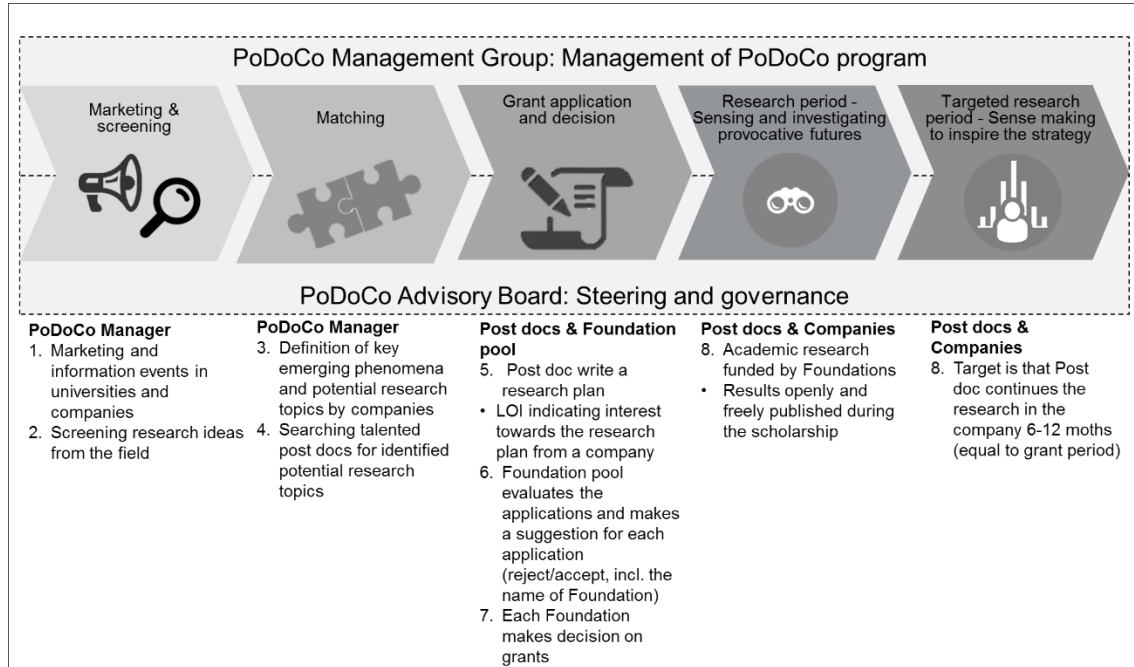 PoDoCo Management Group: Management of PoDoCo program
Marketing &
screening
Matching
Grant application
and decision
Research period -
Sensing and investigating
provocative futures
Targeted research
period - Sense making
to inspire the strategy
PoDoCo Advisory Board: Steering and governance
PoDoCo Manager
1. Marketing and
information events in
universities and
companies
2. Screening research ideas
from the field
PoDoCo Manager
3. Definition of key
emerging phenomena
and potential research
topics by companies
4. Searching talented
post docs for identified
potential research
topics
Post docs & Foundation
pool
5. Post doc write a
research plan
• LOI indicating interest
towards the research
plan from a company
6. Foundation pool
evaluates the
applications and makes
a suggestion for each
application
(reject/accept, incl. the
name of Foundation)
7. Each Foundation
makes decision on
grants
Post docs & Companies
8. Academic research
funded by Foundations
• Results openly and
freely published during
the scholarship
Post docs &
Companies
8. Target is that Post
doc continues the
research in the
company 6-12 moths
(equal to grant period)